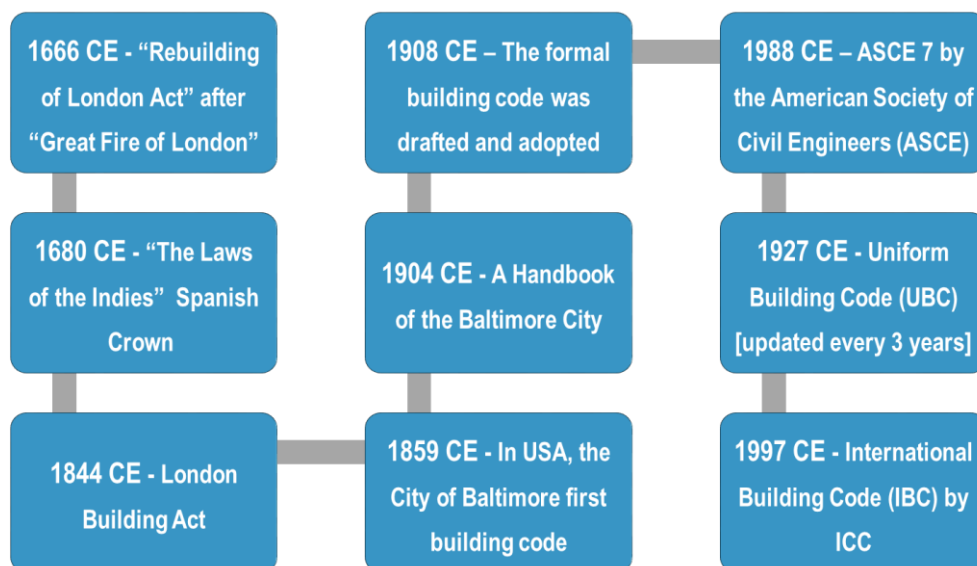 1666 CE - “Rebuilding
of London Act” after
“Great Fire of London”
1680 CE - “The Laws
of the Indies”  Spanish
Crown
1844 CE - London
Building Act
1859 CE - In USA, the
City of Baltimore first
building code
1904 CE - A Handbook
of the Baltimore City
1908 CE – The formal
building code was
drafted and adopted
1988 CE – ASCE 7 by
the American Society of
Civil Engineers (ASCE)
1927 CE - Uniform
Building Code (UBC)
[updated every 3 years]
1997 CE - International
Building Code (IBC) by
ICC